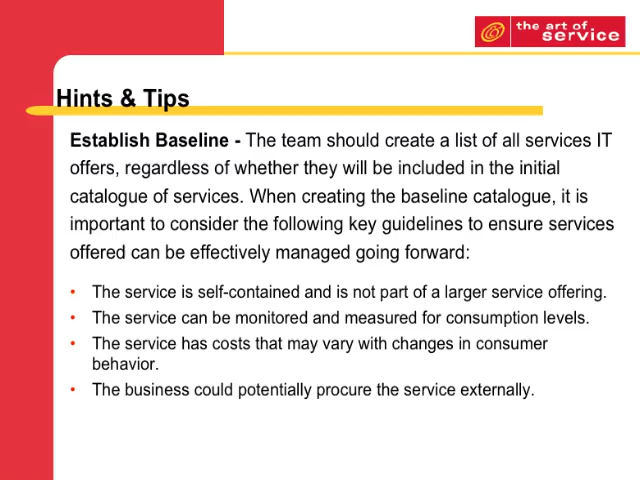 the art of
service
Hints & Tips
Establish Baseline - The team should create a list of all services IT
offers, regardless of whether they will be included in the initial
catalogue of services. When creating the baseline catalogue, it is
important to consider the following key guidelines to ensure services
offered can be effectively managed going forward:
• The service is self-contained and is not part of a larger service offering.
• The service can be monitored and measured for consumption levels.
• The service has costs that may vary with changes in consumer
behavior.
• The business could potentially procure the service externally.